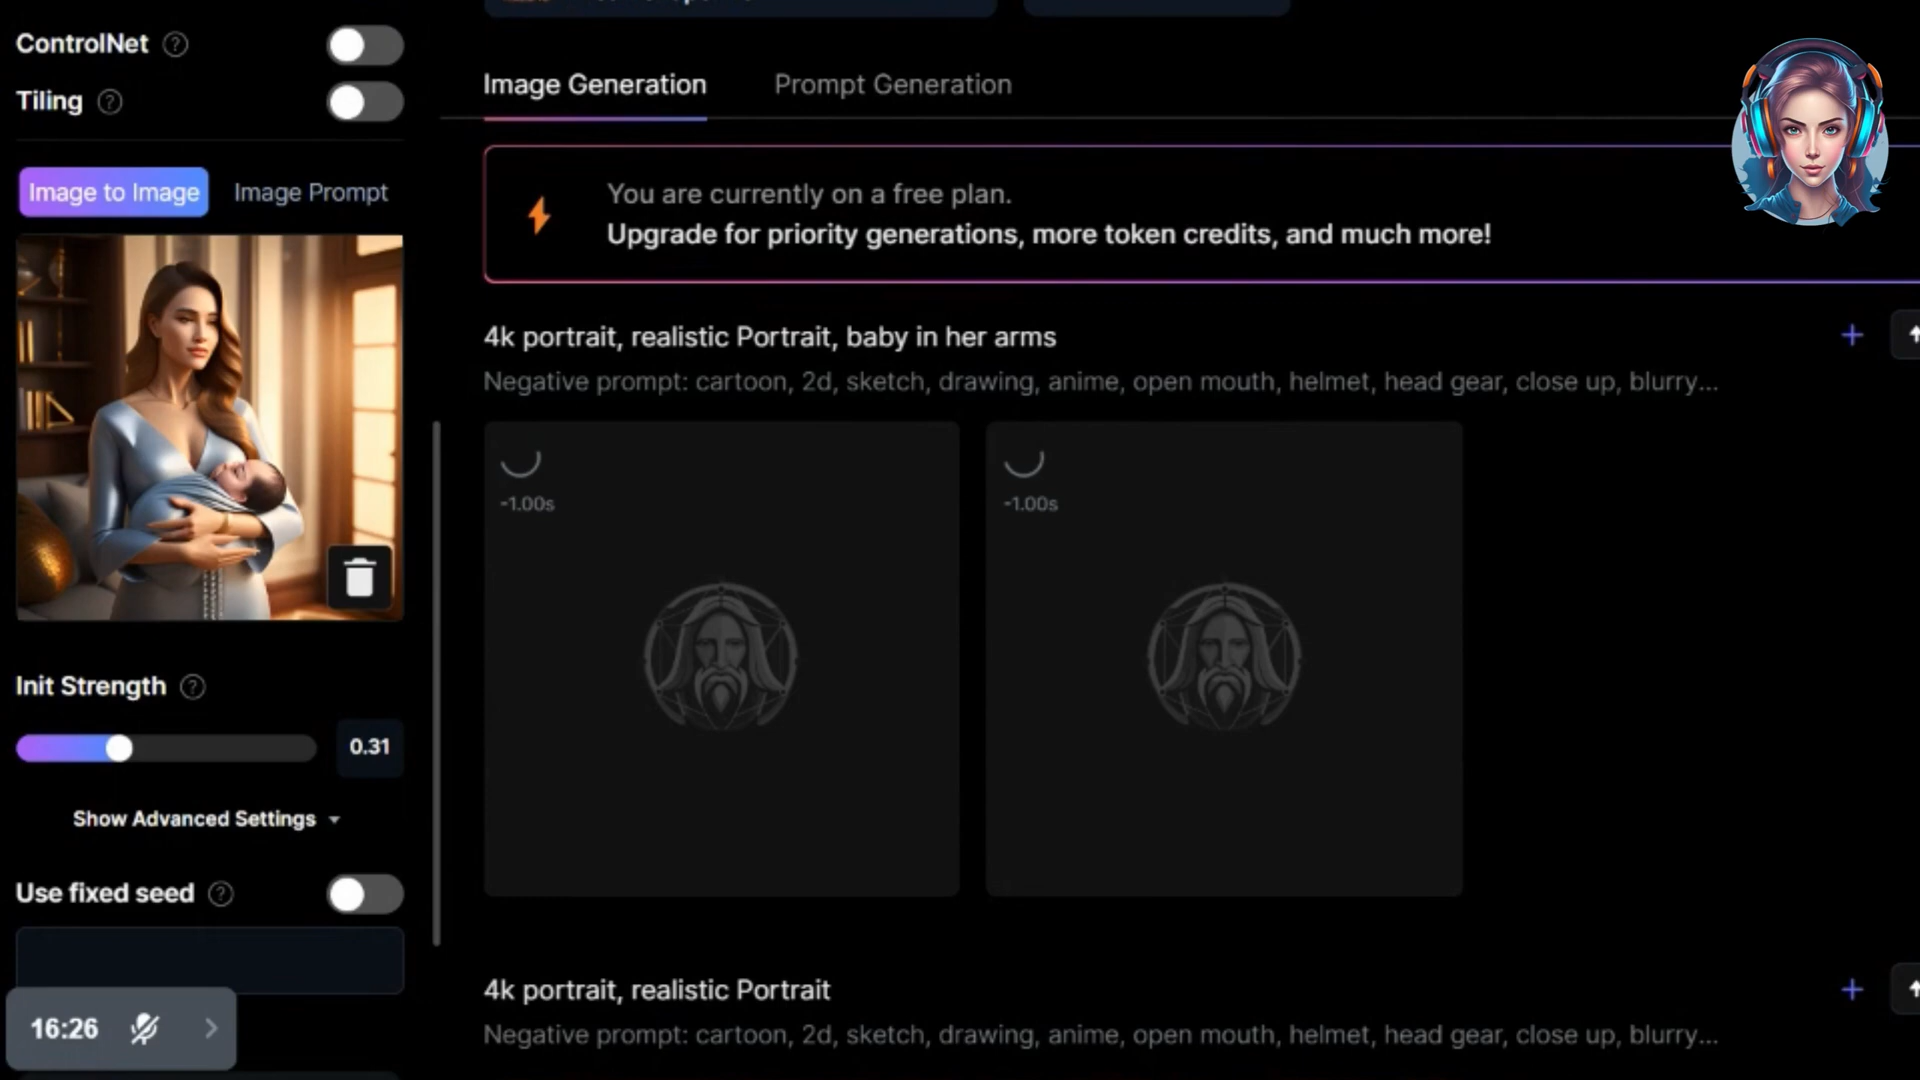 ControlNet ?
Tiling ?
Image to Image Image Prompt
Init Strength ?
0.31
Show Advanced Settings
Use fixed seed ?
16:26
Image Generation Prompt Generation
You are currently on a free plan.
Upgrade for priority generations, more token credits, and much more!
4k portrait, realistic Portrait, baby in her arms
Negative prompt: cartoon, 2d, sketch, drawing, anime, open mouth, helmet, head gear, close up, blurry...
-1.00s -1.00s
4k portrait, realistic Portrait
Negative prompt: cartoon, 2d, sketch, drawing, anime, open mouth, helmet, head gear, close up, blurry...